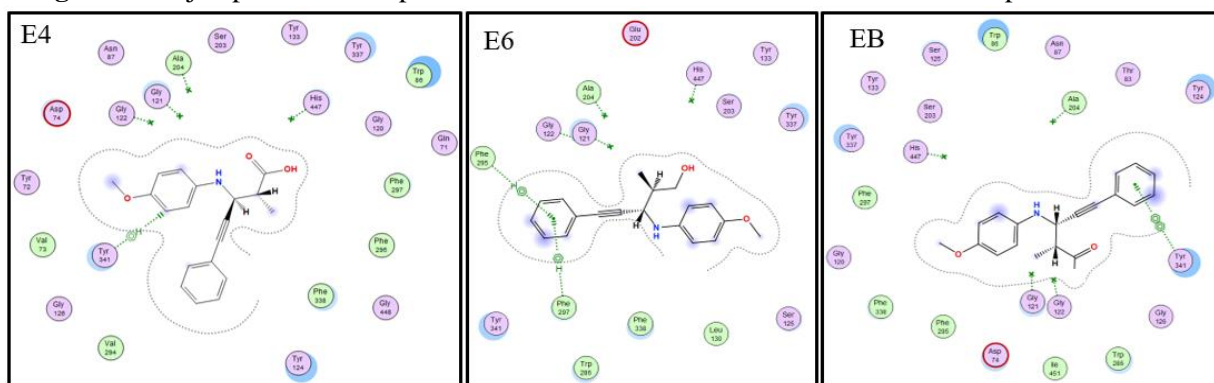 E4
Asn
87
Ala
204
Ser
203
Tyr
133
Tyr
337
Trp
86
Asp
74
Gly
122
Gly
121
His
447
Gly
120
Gln
71
H
N
O
OH
H
O
Tyr
72
Phe
297
Val
73
H
Tyr
341
Phe
295
Gly
126
Phe
338
Gly
448
Val
294
Tyr
124
E6
Glu
202
Tyr
133
His
447
Ala
204
Ser
203
Gly
122
Gly
121
Tyr
337
Phe
295
H
H
OH
H
N
H
O
H
Phe
297
Tyr
341
Phe
338
Leu
130
Ser
125
Trp
286
EB
Ser
125
Trp
86
Asn
87
Thr
83
Tyr
133
Ala
204
Tyr
124
Ser
203
Tyr
337
His
447
Phe
297
H
N
H
O
H
O
Tyr
341
Gly
120
Gly
121
Gly
122
Phe
338
Phe
295
Gly
126
Asp
74
Ile
451
Trp
286